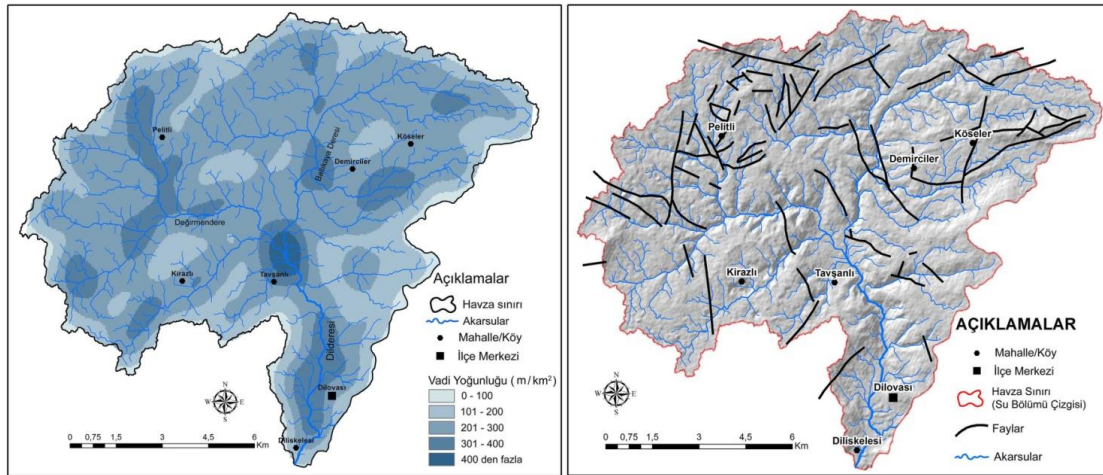 Pelitli
Balıkaya Deresi
Köseler
Demirciler
Değirmendere
Kirazlı
Tavşanlı
Dilderesi
Dilovası
Diliskelesi
Açıklamalar
Havza sınırı
Akarsular
Mahalle/Köy
İlçe Merkezi
Vadi Yoğunluğu ( m / km²)
0 - 100
101 - 200
201 - 300
301 - 400
400 den fazla
N
W E
S
0 0,75 1,5 3 4,5 6
Km
Pelitli
Köseler
Demirciler
Kirazlı
Tavşanlı
Dilovası
Diliskelesi
AÇIKLAMALAR
Mahalle/Köy
İlçe Merkezi
Havza Sınırı
(Su Bölümü Çizgisi)
Faylar
Akarsular
N
W E
S
0 0,75 1,5 3 4,5 6
Km